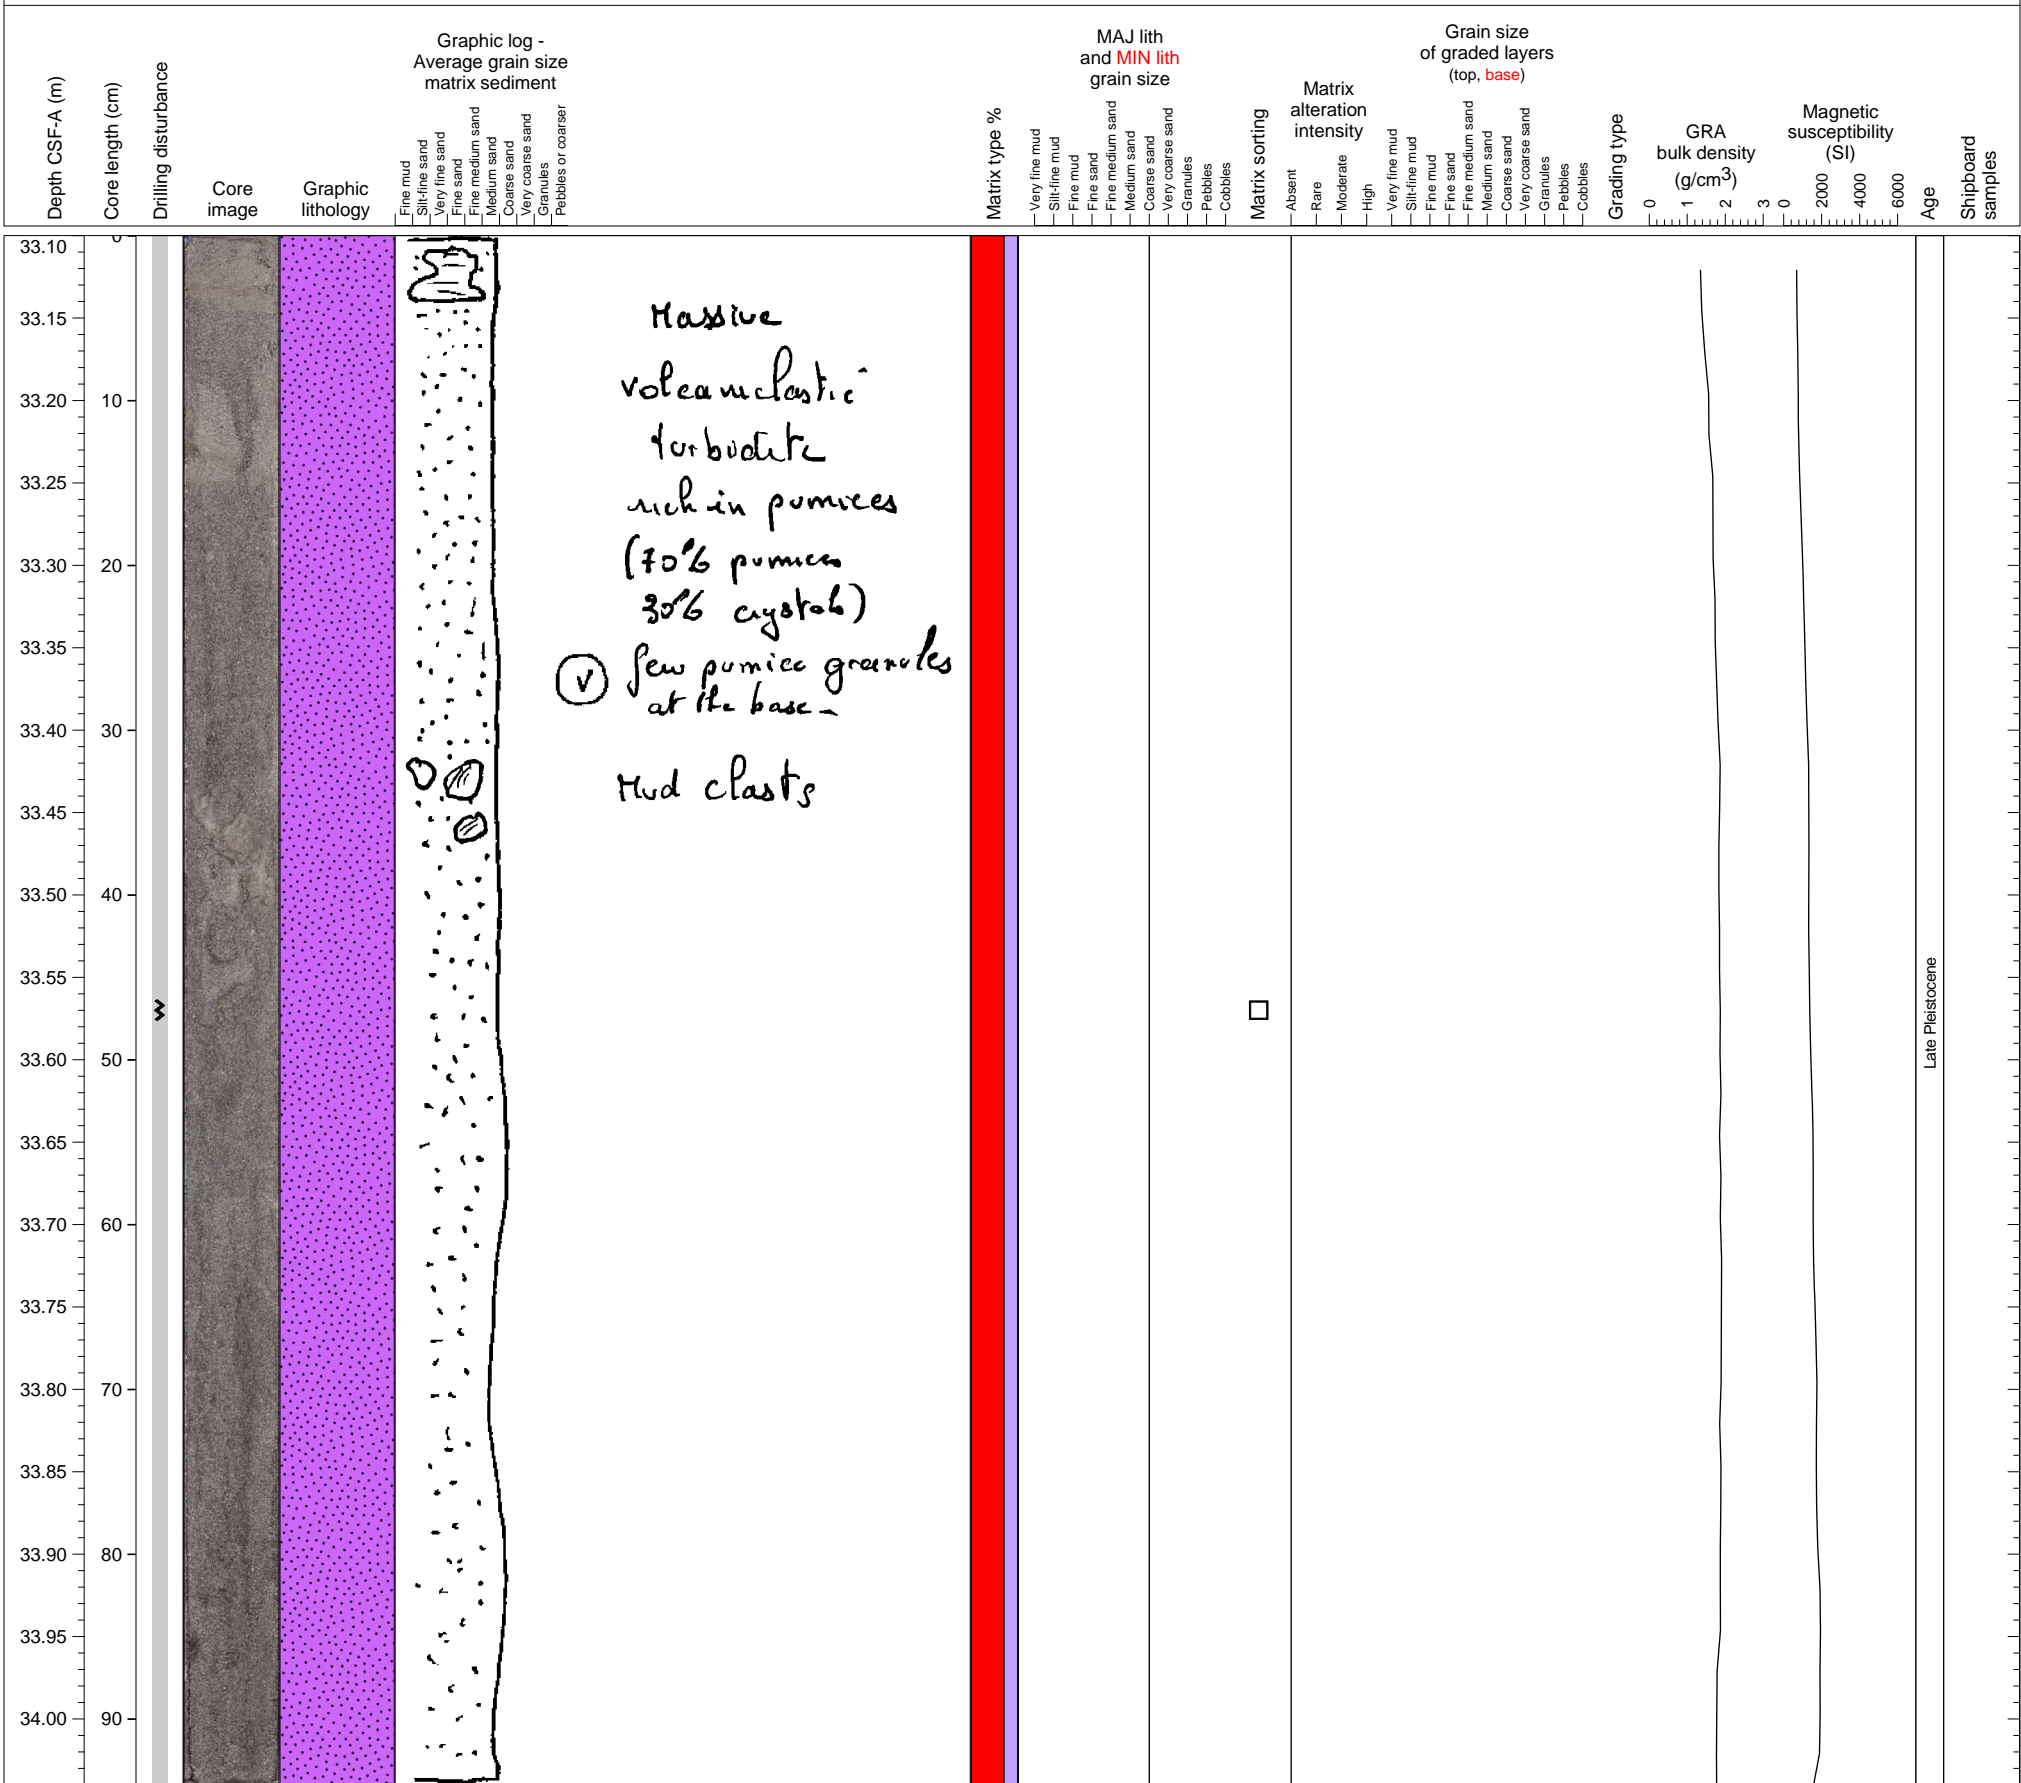 Graphic log -
Average grain size
matrix sediment
MAJ lith
and MIN lith
grain size
Grain size
of graded layers
(top, base)
Matrix
alteration
intensity
GRA
bulk density
(g/cm3)
Magnetic
susceptibility
(SI)
Depth CSF-A (m)
Core length (cm)
Drilling disturbance
Core
image
Graphic
lithology
Fine mud
Silt-fine sand
Very fine sand
Fine sand
Fine medium sand
Medium sand
Coarse sand
Very coarse sand
Granules
Pebbles or coarser
Matrix type %
Very fine mud
Silt-fine mud
Fine mud
Fine sand
Fine medium sand
Medium sand
Coarse sand
Very coarse sand
Granules
Pebbles
Cobbles
Matrix sorting
Absent
Rare
Moderate
High
Very fine mud
Silt-fine mud
Fine mud
Fine sand
Fine medium sand
Medium sand
Coarse sand
Very coarse sand
Granules
Pebbles
Cobbles
Grading type
0 1 2 3
0 2000 4000 6000
Age
Shipboard
samples
33.10 0
33.15
33.20 10
33.25
33.30 20
33.35
33.40 30
33.45
33.50 40
33.55
33.60 50
33.65
33.70 60
33.75
33.80 70
33.85
33.90 80
33.95
34.00 90
Massive
volcaniclastic
turbidite
rich in pumices
(70% pumices
30% crystals)
V few pumice granules
at the base -
Mud clasts
Late Pleistocene